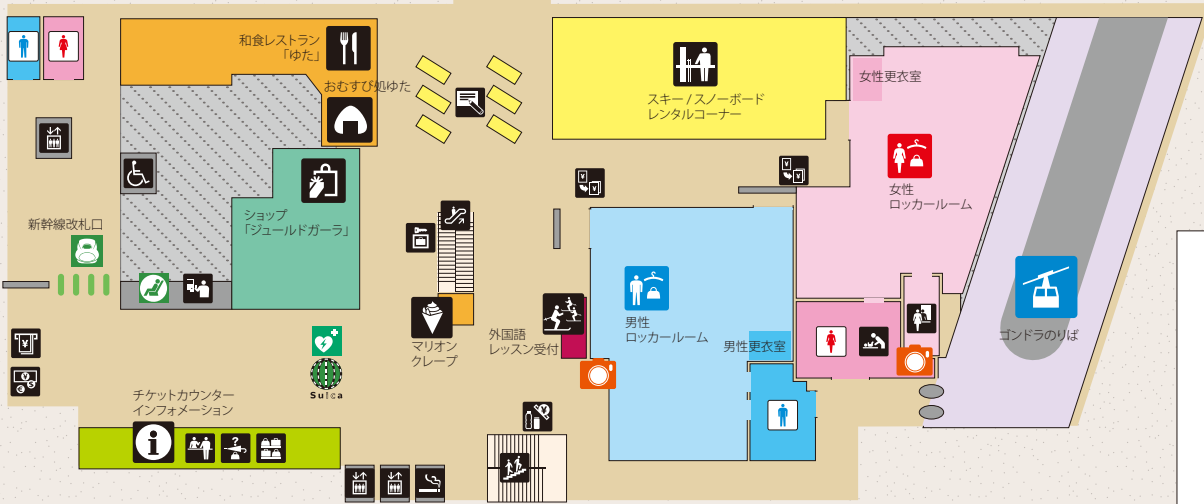 和食レストラン
「ゆた」
おむすび処ゆた
スキー / スノーボード
レンタルコーナー
女性更衣室
女性
ロッカールーム
ショップ
「ジュールドガーラ」
新幹線改札口
男性
ロッカールーム
ゴンドラのりば
マリオン
クレープ
外国語
レッスン受付
男性更衣室
Suica
チケットカウンター
インフォメーション